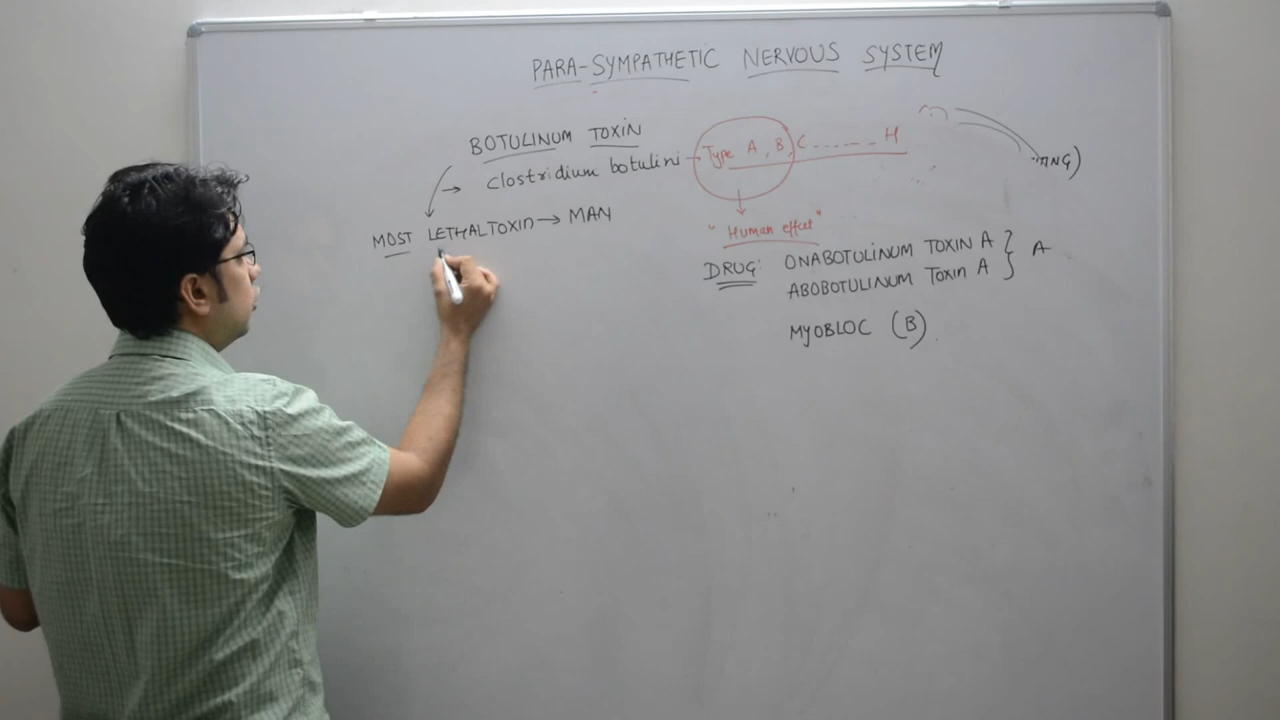 PARA-SYMPATHETIC NERVOUS SYSTEM
BOTULINUM TOXIN
→ clostridium botulini → Type A, B, C ------ H
MOST LETHAL TOXIN → MAN
"Human effect"
DRUG: ONABOTULINUM TOXIN A } A
ABOBOTULINUM TOXIN A
MYOBLOC (B)